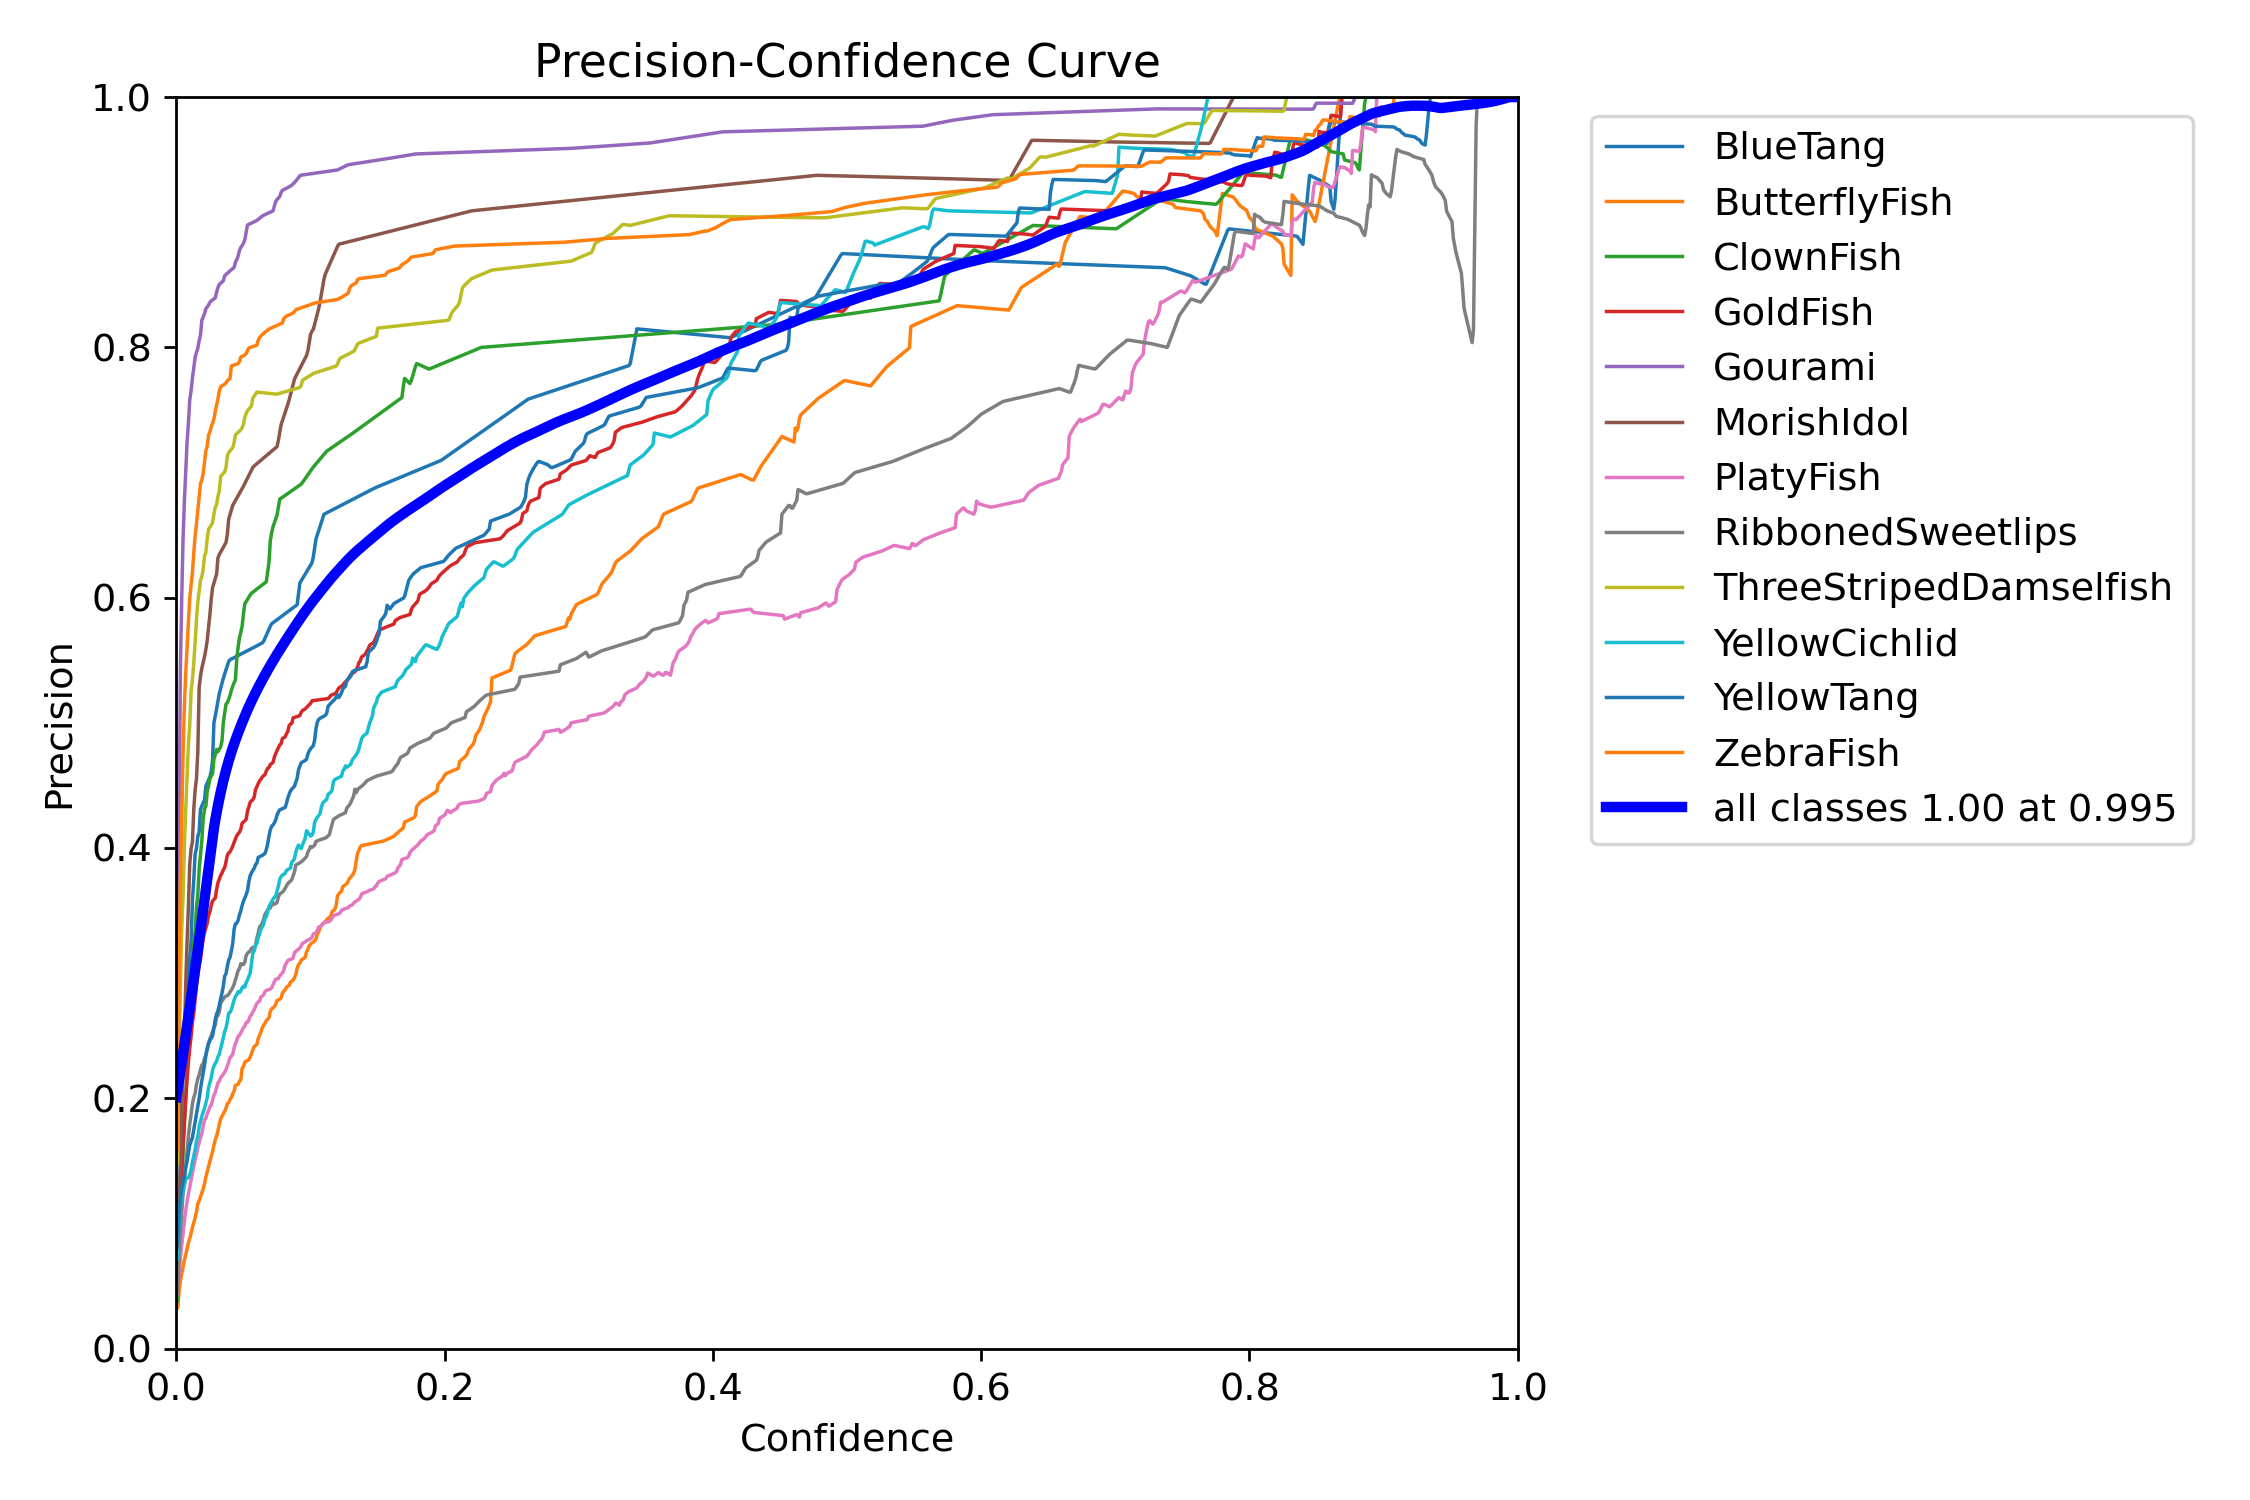 Precision-Confidence Curve
1.0
0.8
0.6
0.4
0.2
0.0
Precision
0.0 0.2 0.4 0.6 0.8 1.0
Confidence
BlueTang
ButterflyFish
ClownFish
GoldFish
Gourami
MorishIdol
PlatyFish
RibbonedSweetlips
ThreeStripedDamselfish
YellowCichlid
YellowTang
ZebraFish
all classes 1.00 at 0.995